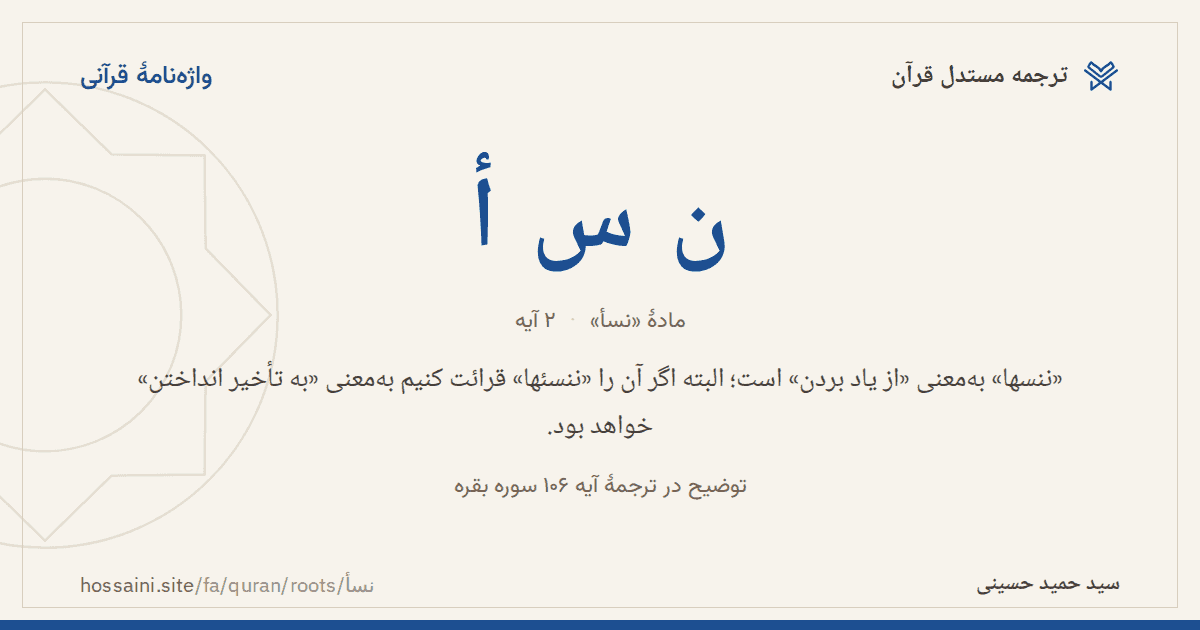 ترجمه مستدل قرآن
واژه‌نامهٔ قرآنی
ن س أ
مادهٔ «نسأ» · ۲ آیه
«ننسها» به‌معنی «از یاد بردن» است؛ البته اگر آن را «ننسئها» قرائت کنیم به‌معنی «به تأخیر انداختن»
خواهد بود.
توضیح در ترجمهٔ آیه ۱۰۶ سوره بقره
سید حمید حسینی
hossaini.site/fa/quran/roots/نسأ